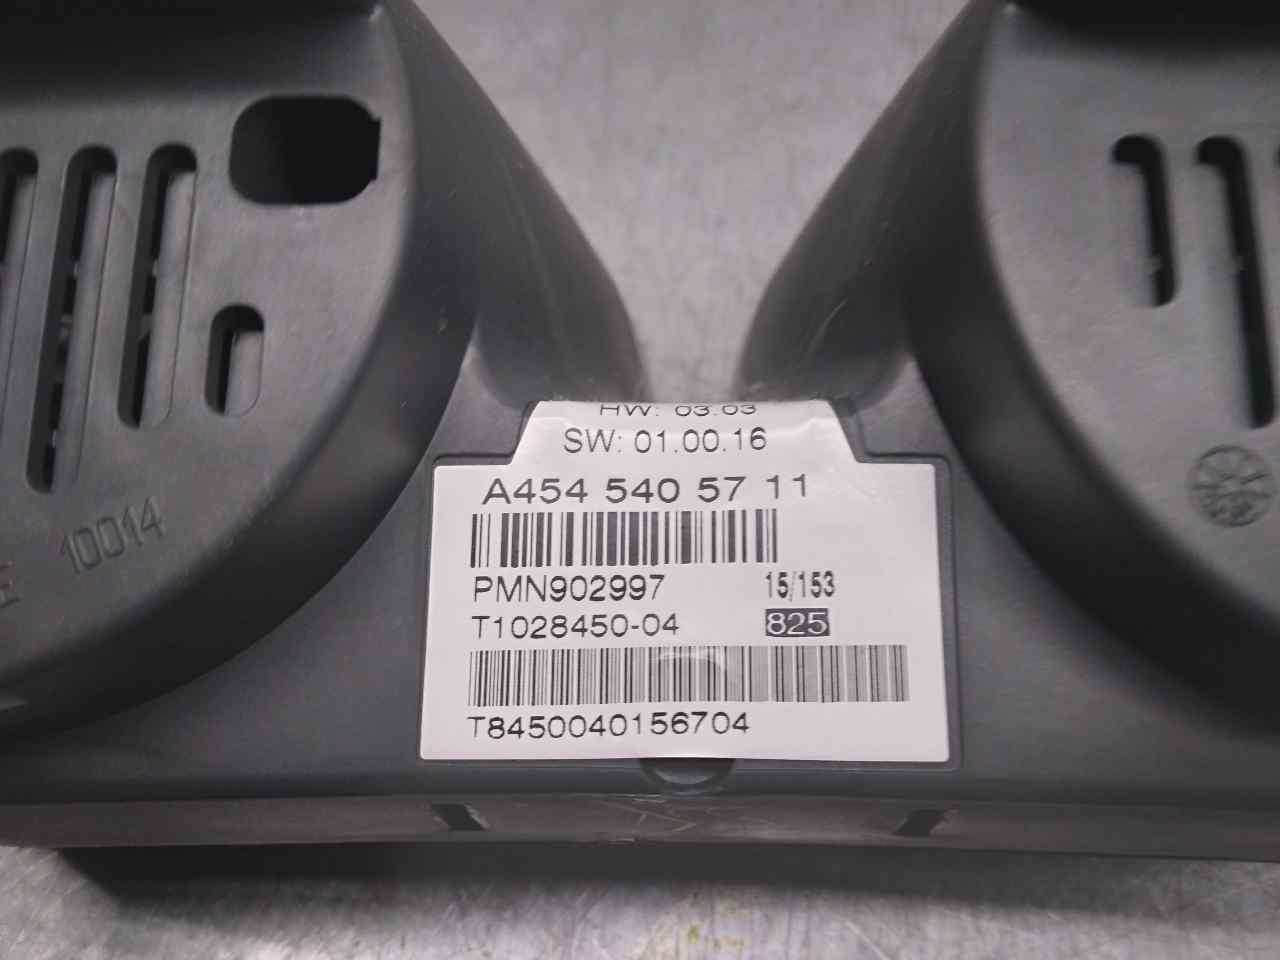 HW: 03.03
SW: 01.00.16
A454 540 57 11
PMN902997 15/153
T1028450-04 825
T8450040156704
10014